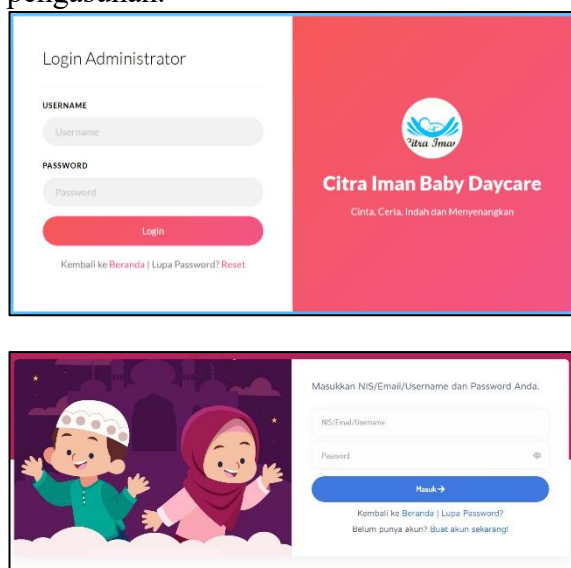 pengasuhan.
Login Administrator
USERNAME
Username
PASSWORD
Password
Login
Kembali ke Beranda | Lupa Password? Reset
Citra Iman
Citra Iman Baby Daycare
Cinta, Ceria, Indah dan Menyenangkan
Masukkan NIS/Email/Username dan Password Anda.
NIS/Email/Username
Password
Masuk →
Kembali ke Beranda | Lupa Password?
Belum punya akun? Buat akun sekarang!